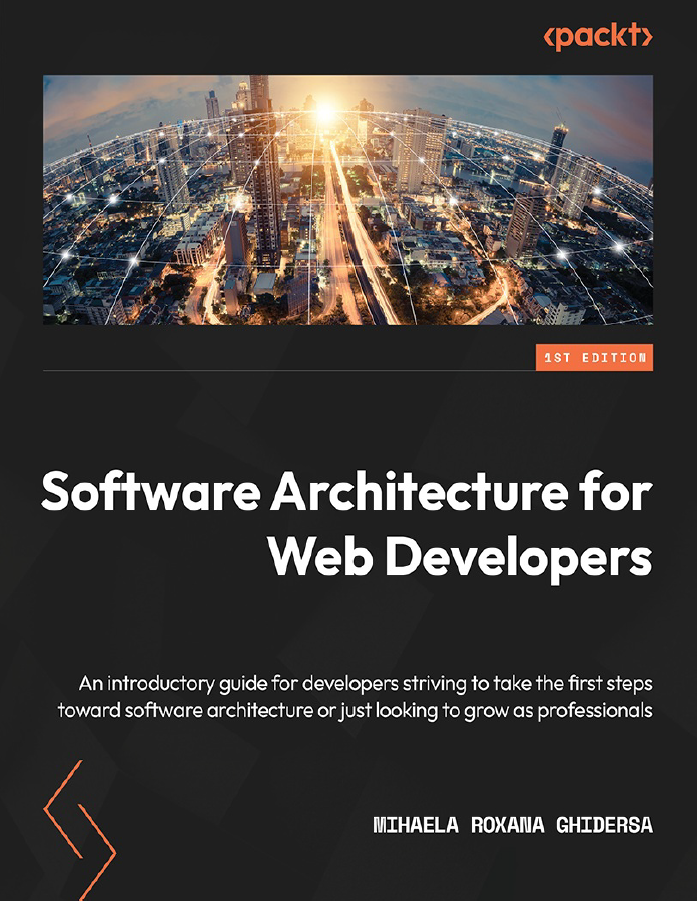 <packt>
1ST EDITION
Software Architecture for
Web Developers
An introductory guide for developers striving to take the first steps
toward software architecture or just looking to grow as professionals
MIHAELA ROXANA GHIDERSA